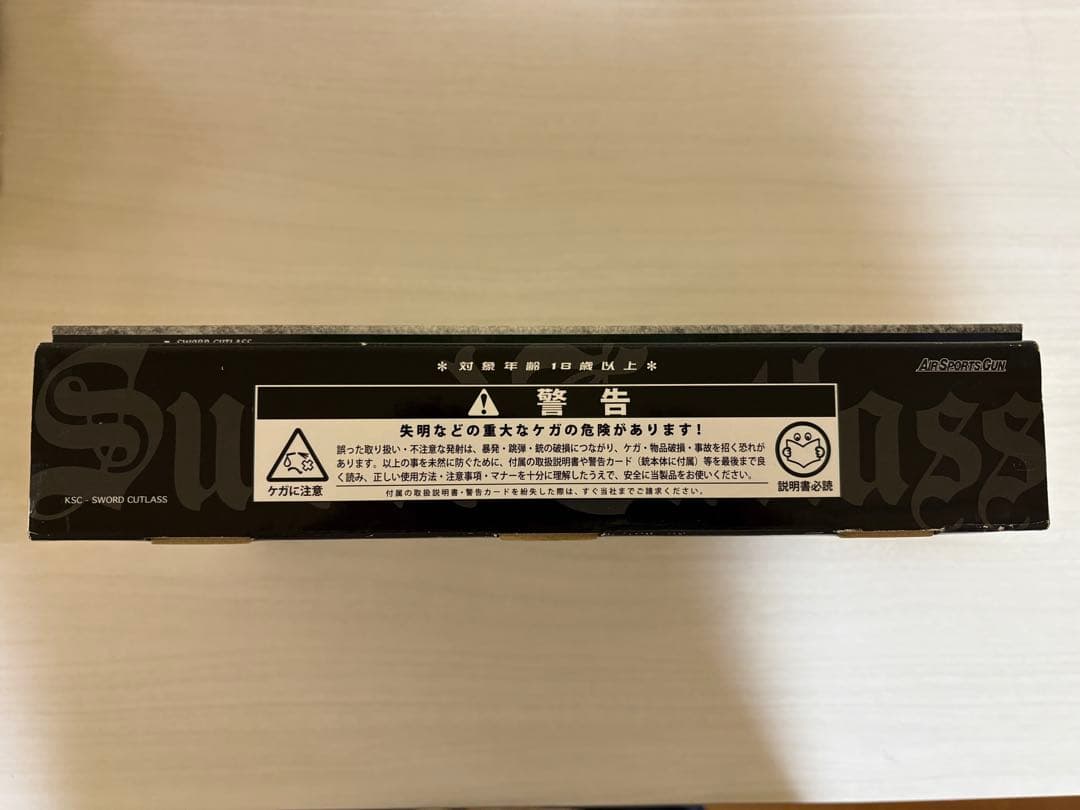 SWORD CUTLASS
＊対象年齢18歳以上＊
AIRSPORTSGUN
Sword Cutlass
警告
失明などの重大なケガの危険があります!
誤った取り扱い・不注意な発射は、暴発・跳弾・銃の破損につながり、ケガ・物品破損・事故を招く恐れが
あります。以上の事を未然に防ぐために、付属の取扱説明書や警告カード（銃本体に付属）等を最後まで良
く読み、正しい使用方法・注意事項・マナーを十分に理解したうえで、安全に当製品をお使いください。
付属の取扱説明書・警告カードを紛失した際は、すぐ当社までご請求ください。
ケガに注意
説明書必読
KSC - SWORD CUTLASS